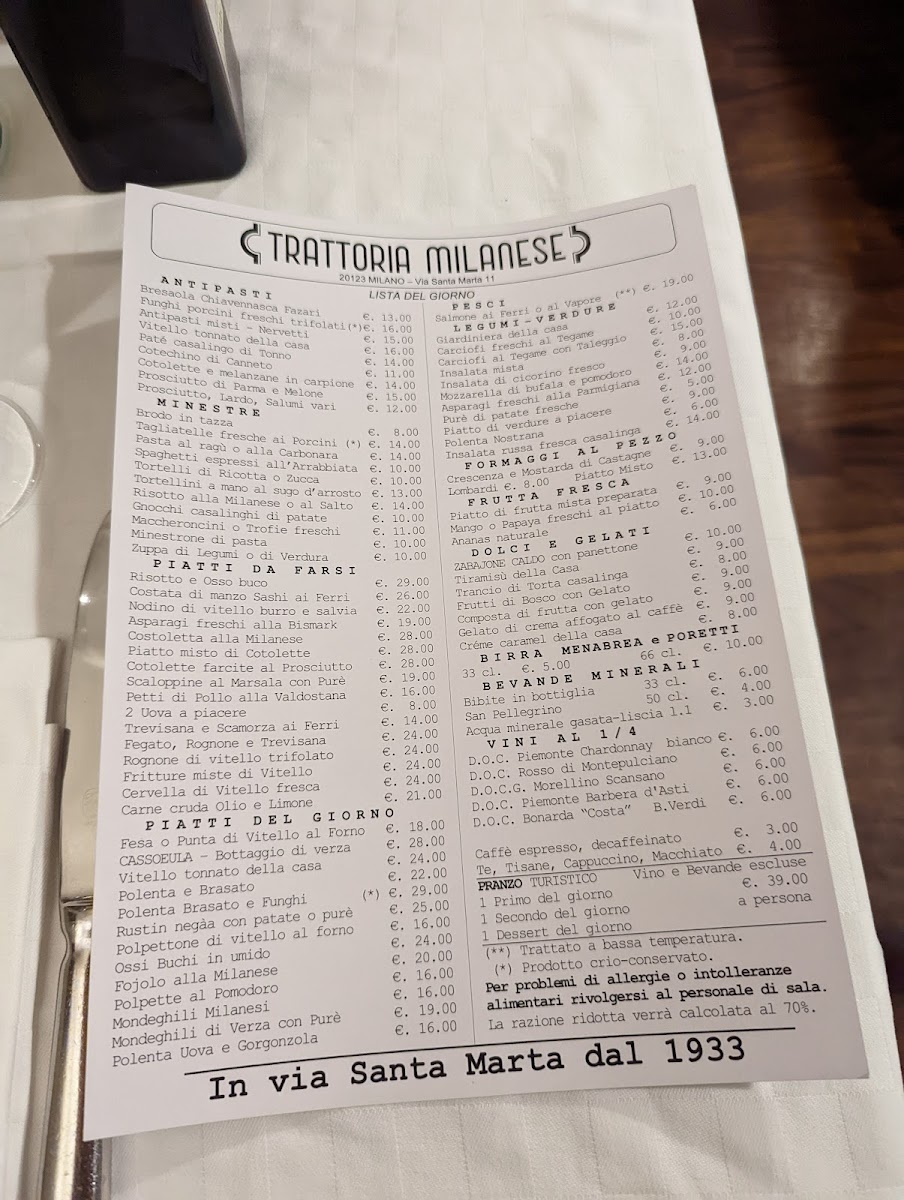 TRATTORIA MILANESE
20123 MILANO – Via Santa Marta 11
LISTA DEL GIORNO
ANTIPASTI
Bresaola Chiavennasca Fazari €. 13.00
Funghi porcini freschi trifolati(*)€. 16.00
Antipasti misti - Nervetti €. 15.00
Vitello tonnato della casa €. 16.00
Paté casalingo di Tonno €. 14.00
Cotechino di Canneto €. 11.00
Cotolette e melanzane in carpione €. 14.00
Prosciutto di Parma e Melone €. 15.00
Prosciutto, Lardo, Salumi vari €. 12.00
MINESTRE
Brodo in tazza €. 8.00
Tagliatelle fresche ai Porcini (*) €. 14.00
Pasta al ragù o alla Carbonara €. 14.00
Spaghetti espressi all'Arrabbiata €. 10.00
Tortelli di Ricotta o Zucca €. 10.00
Tortellini a mano al sugo d'arrosto €. 13.00
Risotto alla Milanese o al Salto €. 14.00
Gnocchi casalinghi di patate €. 10.00
Maccheroncini o Trofie freschi €. 11.00
Minestrone di pasta €. 10.00
Zuppa di Legumi o di Verdura €. 10.00
PIATTI DA FARSI
Risotto e Osso buco €. 29.00
Costata di manzo Sashi ai Ferri €. 26.00
Nodino di vitello burro e salvia €. 22.00
Asparagi freschi alla Bismark €. 19.00
Costoletta alla Milanese €. 28.00
Piatto misto di Cotolette €. 28.00
Cotolette farcite al Prosciutto €. 28.00
Scaloppine al Marsala con Purè €. 19.00
Petti di Pollo alla Valdostana €. 16.00
2 Uova a piacere €. 8.00
Trevisana e Scamorza ai Ferri €. 14.00
Fegato, Rognone e Trevisana €. 24.00
Rognone di vitello trifolato €. 24.00
Fritture miste di Vitello €. 24.00
Cervella di Vitello fresca €. 24.00
Carne cruda Olio e Limone €. 21.00
PIATTI DEL GIORNO
Fesa o Punta di Vitello al Forno €. 18.00
CASSOEULA – Bottaggio di verza €. 28.00
Vitello tonnato della casa €. 24.00
Polenta e Brasato €. 22.00
Polenta Brasato e Funghi (*) €. 29.00
Rustin negàa con patate o purè €. 25.00
Polpettone di vitello al forno €. 16.00
Ossi Buchi in umido €. 24.00
Fojolo alla Milanese €. 20.00
Polpette al Pomodoro €. 16.00
Mondeghili Milanesi €. 16.00
Mondeghili di Verza con Purè €. 19.00
Polenta Uova e Gorgonzola €. 16.00
PESCI
Salmone ai Ferri o al Vapore (**) €. 19.00
LEGUMI-VERDURE
Giardiniera della casa €. 12.00
Carciofi freschi al Tegame €. 10.00
Carciofi al Tegame con Taleggio €. 15.00
Insalata mista €. 8.00
Insalata di cicorino fresco €. 9.00
Mozzarella di bufala e pomodoro €. 14.00
Asparagi freschi alla Parmigiana €. 12.00
Purè di patate fresche €. 5.00
Piatto di verdure a piacere €. 9.00
Polenta Nostrana €. 6.00
Insalata russa fresca casalinga €. 14.00
FORMAGGI AL PEZZO
Crescenza e Mostarda di Castagne €. 9.00
Lombardi €. 8.00 Piatto Misto €. 13.00
FRUTTA FRESCA
Piatto di frutta mista preparata €. 9.00
Mango o Papaya freschi al piatto €. 10.00
Ananas naturale €. 6.00
DOLCI E GELATI
ZABAJONE CALDO con panettone €. 10.00
Tiramisù della Casa €. 9.00
Trancio di Torta casalinga €. 8.00
Frutti di Bosco con Gelato €. 9.00
Composta di frutta con gelato €. 9.00
Gelato di crema affogato al caffè €. 9.00
Créme caramel della casa €. 8.00
BIRRA MENABREA e PORETTI
33 cl. €. 5.00 66 cl. €. 10.00
BEVANDE MINERALI
Bibite in bottiglia 33 cl. €. 6.00
San Pellegrino 50 cl. €. 4.00
Acqua minerale gasata-liscia 1.1 €. 3.00
VINI AL 1/4
D.O.C. Piemonte Chardonnay bianco €. 6.00
D.O.C. Rosso di Montepulciano €. 6.00
D.O.C.G. Morellino Scansano €. 6.00
D.O.C. Piemonte Barbera d'Asti €. 6.00
D.O.C. Bonarda "Costa" B.Verdi €. 6.00
Caffè espresso, decaffeinato €. 3.00
Te, Tisane, Cappuccino, Macchiato €. 4.00
PRANZO TURISTICO Vino e Bevande escluse
1 Primo del giorno €. 39.00
1 Secondo del giorno a persona
1 Dessert del giorno
(**) Trattato a bassa temperatura.
(*) Prodotto crio-conservato.
Per problemi di allergie o intolleranze
alimentari rivolgersi al personale di sala.
La razione ridotta verrà calcolata al 70%.
In via Santa Marta dal 1933